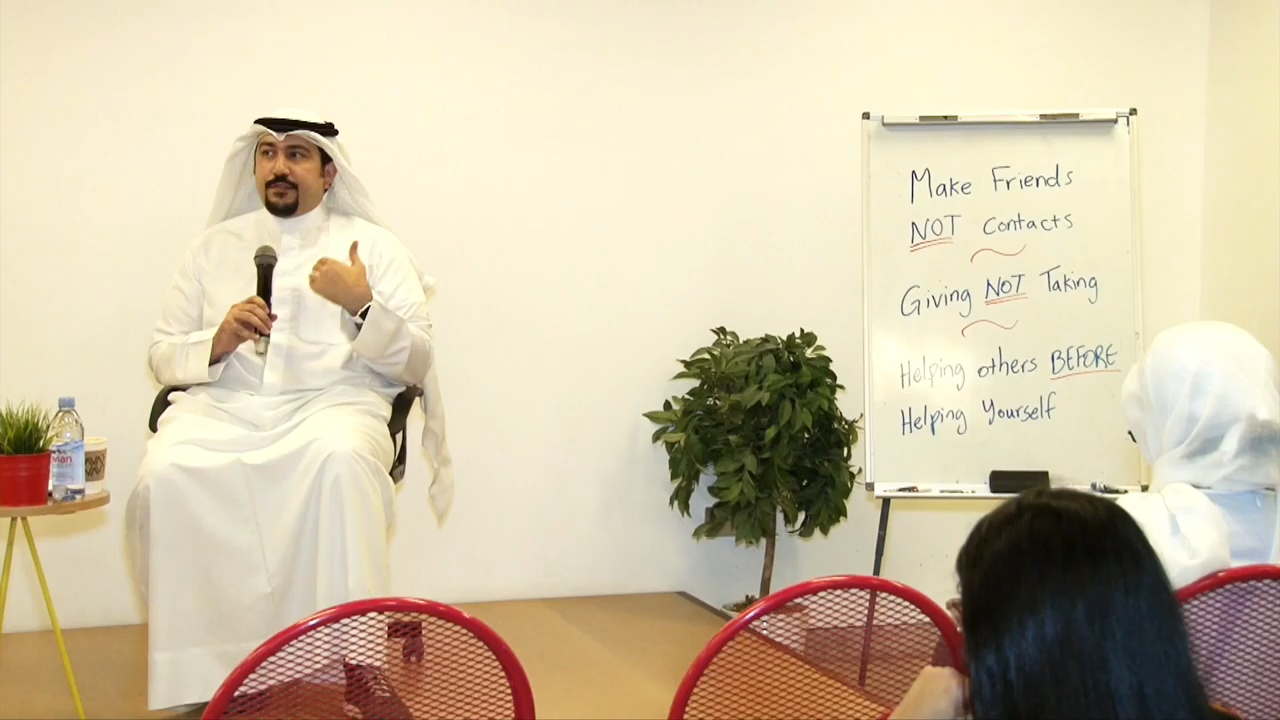 Make Friends
NOT Contacts
Giving NOT Taking
Helping others BEFORE
Helping Yourself